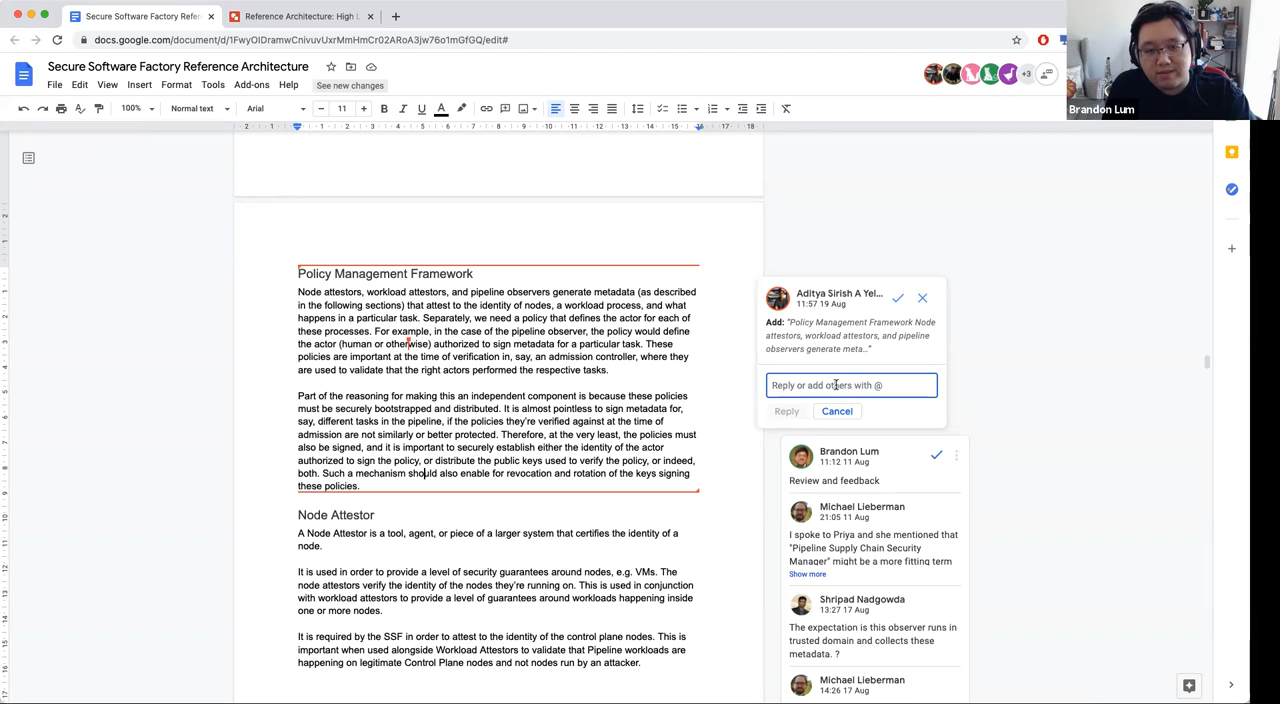 Secure Software Factory Refer
Reference Architecture: High L
docs.google.com/document/d/1FwyOIDramwCnivuvUxrMmHmCr02ARoA3jw76o1mGfGQ/edit#
Secure Software Factory Reference Architecture
File Edit View Insert Format Tools Add-ons Help See new changes
+3
100% Normal text Arial 11
Brandon Lum
2 1 1 2 3 4 5 6 7 8 9 10 11 12 13 14 15 16 17 18
Policy Management Framework
Node attestors, workload attestors, and pipeline observers generate metadata (as described
in the following sections) that attest to the identity of nodes, a workload process, and what
happens in a particular task. Separately, we need a policy that defines the actor for each of
these processes. For example, in the case of the pipeline observer, the policy would define
the actor (human or otherwise) authorized to sign metadata for a particular task. These
policies are important at the time of verification in, say, an admission controller, where they
are used to validate that the right actors performed the respective tasks.
Part of the reasoning for making this an independent component is because these policies
must be securely bootstrapped and distributed. It is almost pointless to sign metadata for,
say, different tasks in the pipeline, if the policies they're verified against at the time of
admission are not similarly or better protected. Therefore, at the very least, the policies must
also be signed, and it is important to securely establish either the identity of the actor
authorized to sign the policy, or distribute the public keys used to verify the policy, or indeed,
both. Such a mechanism should also enable for revocation and rotation of the keys signing
these policies.
Node Attestor
A Node Attestor is a tool, agent, or piece of a larger system that certifies the identity of a
node.
It is used in order to provide a level of security guarantees around nodes, e.g. VMs. The
node attestors verify the identity of the nodes they're running on. This is used in conjunction
with workload attestors to provide a level of guarantees around workloads happening inside
one or more nodes.
It is required by the SSF in order to attest to the identity of the control plane nodes. This is
important when used alongside Workload Attestors to validate that Pipeline workloads are
happening on legitimate Control Plane nodes and not nodes run by an attacker.
Aditya Sirish A Yel...
11:57 19 Aug
Add: "Policy Management Framework Node
attestors, workload attestors, and pipeline
observers generate meta..."
Reply or add others with @
Reply Cancel
Brandon Lum
11:12 11 Aug
Review and feedback
Michael Lieberman
21:05 11 Aug
I spoke to Priya and she mentioned that
"Pipeline Supply Chain Security
Manager" might be a more fitting term
Show more
Shripad Nadgowda
13:27 17 Aug
The expectation is this observer runs in
trusted domain and collects these
metadata. ?
Michael Lieberman
14:26 17 Aug